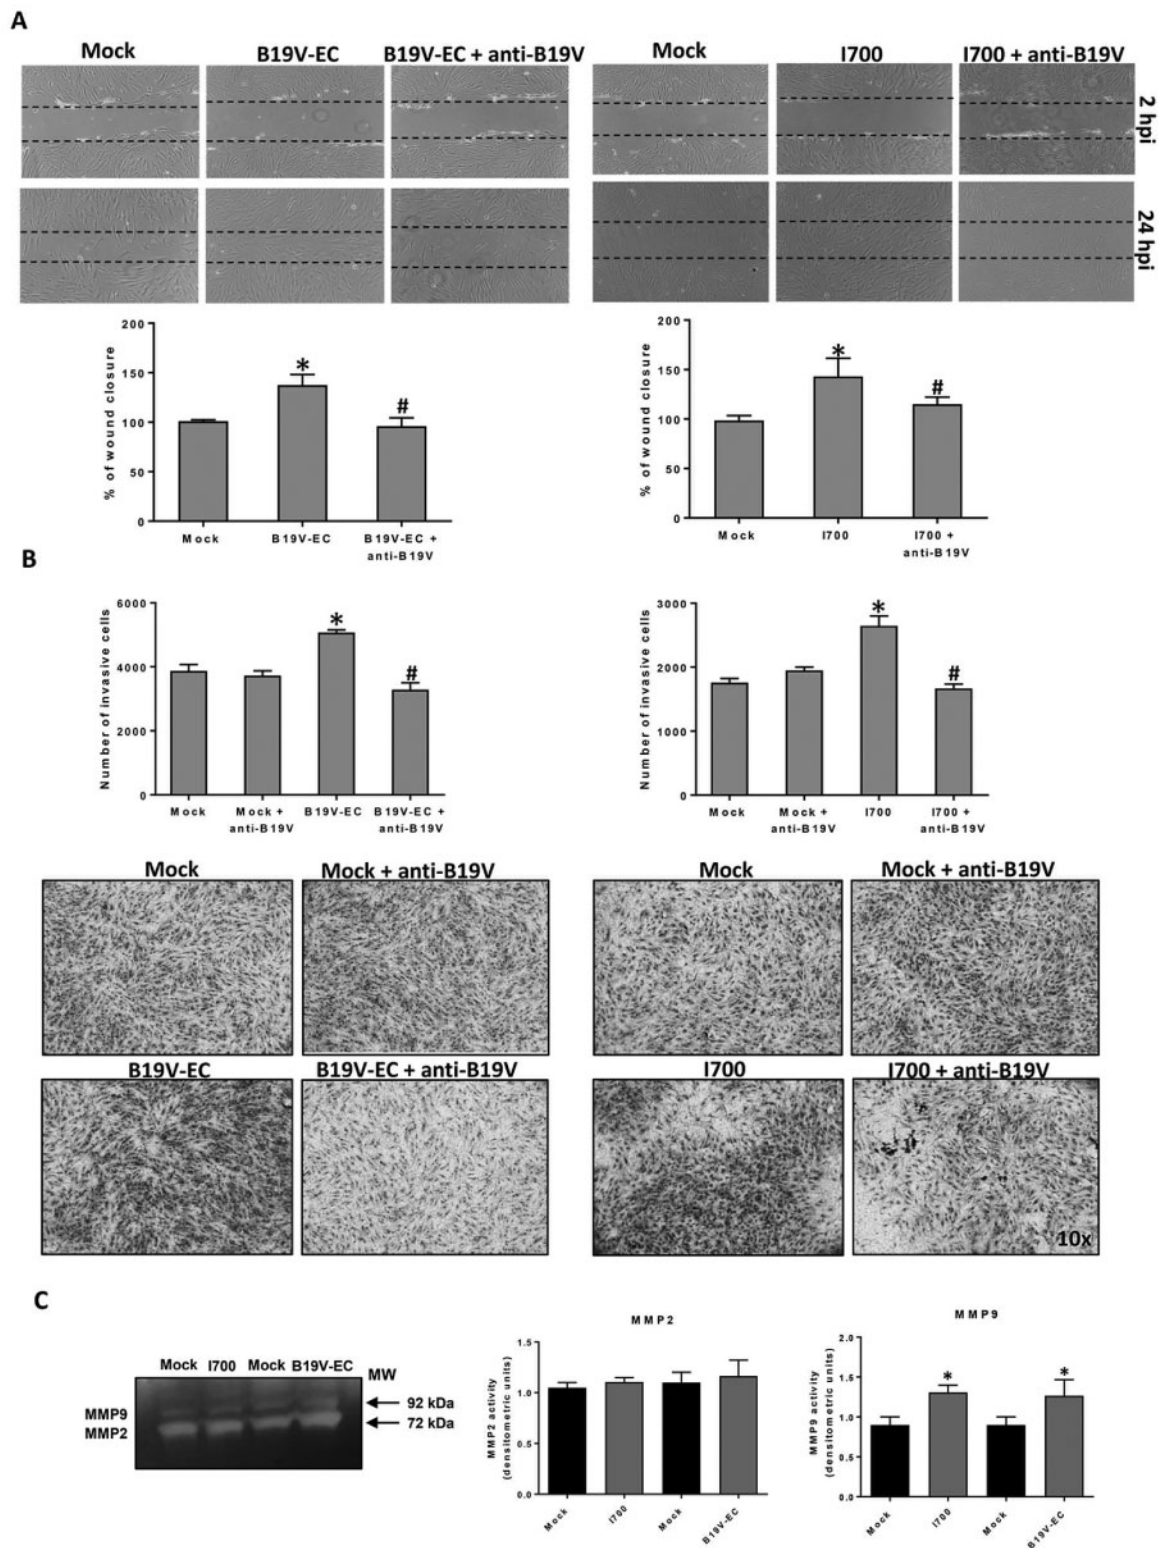 A
Mock B19V-EC B19V-EC + anti-B19V Mock I700 I700 + anti-B19V
2 hpi
24 hpi
% of wound closure
200
150
100
50
0
*
#
Mock B19V-EC B19V-EC +
anti-B19V
% of wound closure
200
150
100
50
0
*
#
Mock I700 I700 +
anti-B19V
B
Number of invasive cells
6000
4000
2000
0
*
#
Mock Mock + B19V-EC B19V-EC +
anti-B19V anti-B19V
Number of invasive cells
3000
2000
1000
0
*
#
Mock Mock + I700 I700 +
anti-B19V anti-B19V
Mock Mock + anti-B19V Mock Mock + anti-B19V
B19V-EC B19V-EC + anti-B19V I700 I700 + anti-B19V
10x
C
Mock I700 Mock B19V-EC MW
MMP9
MMP2
92 kDa
72 kDa
MMP2
MMP2 activity
(densitometric units)
1.5
1.0
0.5
0.0
Mock I700 Mock B19V-EC
MMP9
MMP9 activity
(densitometric units)
2.0
1.5
1.0
0.5
0.0
* *
Mock I700 Mock B19V-EC